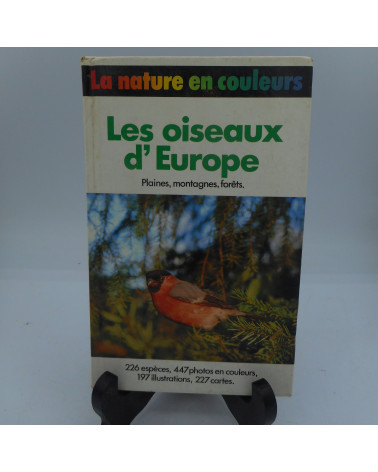 La nature en couleurs
Les oiseaux
d'Europe
Plaines, montagnes, forêts.
226 espèces, 447 photos en couleurs,
197 illustrations, 227 cartes.